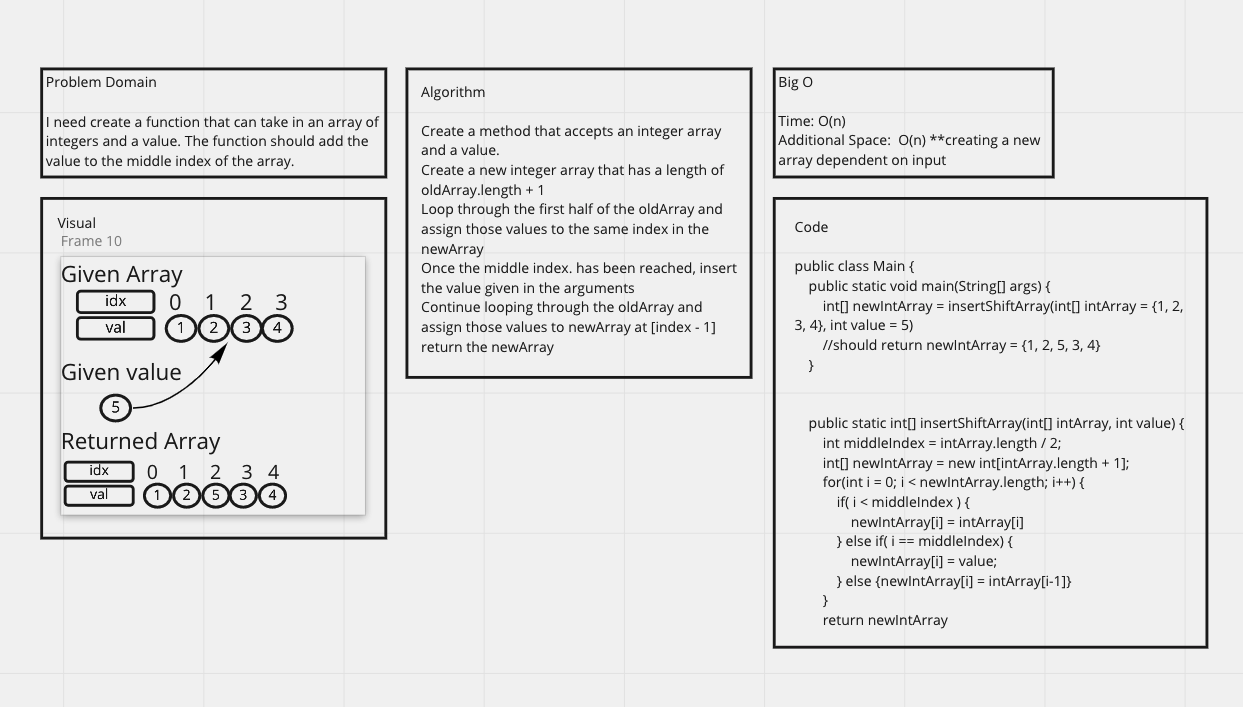 Problem Domain
I need create a function that can take in an array of
integers and a value. The function should add the
value to the middle index of the array.
Visual
Frame 10
Given Array
idx 0 1 2 3
val 1 2 3 4
Given value
5
Returned Array
idx 0 1 2 3 4
val 1 2 5 3 4
Algorithm
Create a method that accepts an integer array
and a value.
Create a new integer array that has a length of
oldArray.length + 1
Loop through the first half of the oldArray and
assign those values to the same index in the
newArray
Once the middle index. has been reached, insert
the value given in the arguments
Continue looping through the oldArray and
assign those values to newArray at [index - 1]
return the newArray
Big O
Time: O(n)
Additional Space:  O(n) **creating a new
array dependent on input
Code
public class Main {
    public static void main(String[] args) {
        int[] newIntArray = insertShiftArray(int[] intArray = {1, 2,
3, 4}, int value = 5)
        //should return newIntArray = {1, 2, 5, 3, 4}
    }
    public static int[] insertShiftArray(int[] intArray, int value) {
        int middleIndex = intArray.length / 2;
        int[] newIntArray = new int[intArray.length + 1];
        for(int i = 0; i < newIntArray.length; i++) {
            if( i < middleIndex ) {
                newIntArray[i] = intArray[i]
            } else if( i == middleIndex) {
                newIntArray[i] = value;
            } else {newIntArray[i] = intArray[i-1]}
        }
        return newIntArray